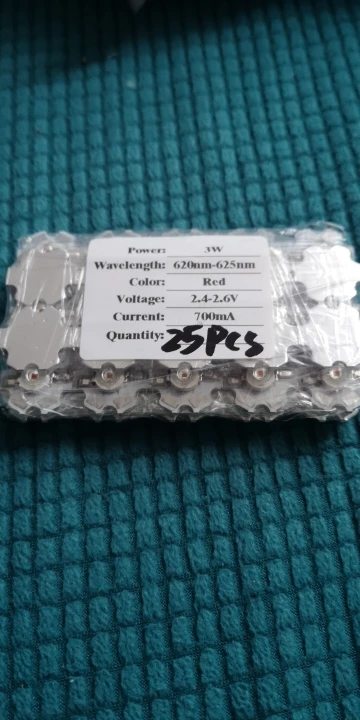 Power: 3W
Wavelength: 620nm-625nm
Color: Red
Voltage: 2.4-2.6V
Current: 700mA
Quantity: 25Pcs